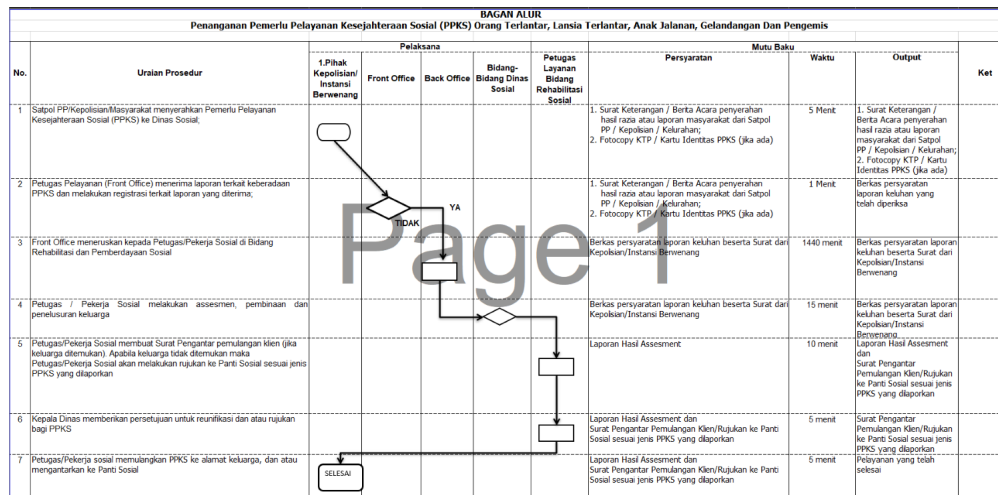 BAGAN ALUR
Penanganan Pemerlu Pelayanan Kesejahteraan Sosial (PPKS) Orang Terlantar, Lansia Terlantar, Anak Jalanan, Gelandangan Dan Pengemis
No.
Uraian Prosedur
Pelaksana
Mutu Baku
Ket
1.Pihak
Kepolisian/
Instansi
Berwenang
Front Office
Back Office
Bidang-
Bidang Dinas
Sosial
Petugas
Layanan
Bidang
Rehabilitasi
Sosial
Persyaratan
Waktu
Output
1
Satpol PP/Kepolisian/Masyarakat menyerahkan Pemerlu Pelayanan
Kesejahteraan Sosial (PPKS) ke Dinas Sosial;
1. Surat Keterangan / Berita Acara penyerahan
hasil razia atau laporan masyarakat dari Satpol
PP / Kepolisian / Kelurahan;
2. Fotocopy KTP / Kartu Identitas PPKS (jika ada)
5 Menit
1. Surat Keterangan /
Berita Acara penyerahan
hasil razia atau laporan
masyarakat dari Satpol
PP / Kepolisian / Kelurahan;
2. Fotocopy KTP / Kartu
Identitas PPKS (jika ada)
2
Petugas Pelayanan (Front Office) menerima laporan terkait keberadaan
PPKS dan melakukan registrasi terkait laporan yang diterima;
YA
TIDAK
1. Surat Keterangan / Berita Acara penyerahan
hasil razia atau laporan masyarakat dari Satpol
PP / Kepolisian / Kelurahan;
2. Fotocopy KTP / Kartu Identitas PPKS (jika ada)
1 Menit
Berkas persyaratan
laporan keluhan yang
telah diperiksa
Page 1
3
Front Office meneruskan kepada Petugas/Pekerja Sosial di Bidang
Rehabilitasi dan Pemberdayaan Sosial
Berkas persyaratan laporan keluhan beserta Surat dari
Kepolisian/Instansi Berwenang
1440 menit
Berkas persyaratan laporan
keluhan beserta Surat dari
Kepolisian/Instansi
Berwenang
4
Petugas / Pekerja Sosial melakukan assesmen, pembinaan dan
penelusuran keluarga
Berkas persyaratan laporan keluhan beserta Surat dari
Kepolisian/Instansi Berwenang
15 menit
Berkas persyaratan laporan
keluhan beserta Surat dari
Kepolisian/Instansi
Berwenang
5
Petugas/Pekerja Sosial membuat Surat Pengantar pemulangan klien (jika
keluarga ditemukan). Apabila keluarga tidak ditemukan maka
Petugas/Pekerja Sosial akan melakukan rujukan ke Panti Sosial sesuai jenis
PPKS yang dilaporkan
Laporan Hasil Assesment
10 menit
Laporan Hasil Assesment
dan
Surat Pengantar
Pemulangan Klien/Rujukan
ke Panti Sosial sesuai jenis
PPKS yang dilaporkan
6
Kepala Dinas memberikan persetujuan untuk reunifikasi dan atau rujukan
bagi PPKS
Laporan Hasil Assesment dan
Surat Pengantar Pemulangan Klien/Rujukan ke Panti
Sosial sesuai jenis PPKS yang dilaporkan
5 menit
Surat Pengantar
Pemulangan Klien/Rujukan
ke Panti Sosial sesuai jenis
PPKS yang dilaporkan
7
Petugas/Pekerja sosial memulangkan PPKS ke alamat keluarga, dan atau
mengantarkan ke Panti Sosial
SELESAI
Laporan Hasil Assesment dan
Surat Pengantar Pemulangan Klien/Rujukan ke Panti
Sosial sesuai jenis PPKS yang dilaporkan
5 menit
Pelayanan yang telah
selesai